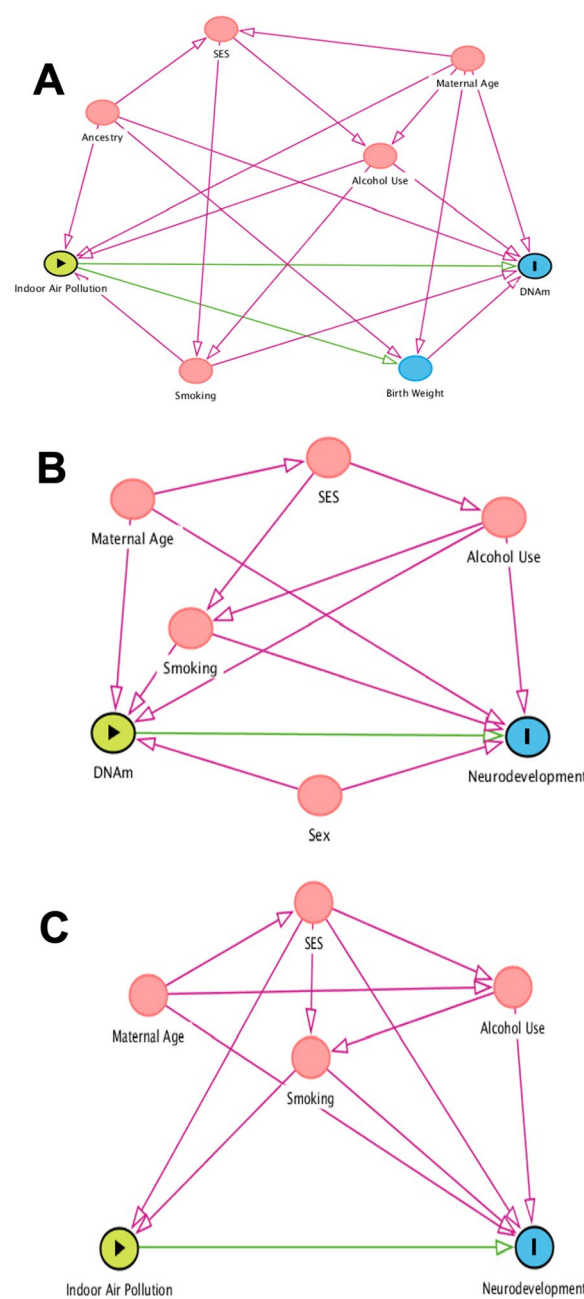 A
SES
Maternal Age
Ancestry
Alcohol Use
Indoor Air Pollution
DNAm
Smoking
Birth Weight
B
SES
Maternal Age
Alcohol Use
Smoking
DNAm
Neurodevelopment
Sex
C
SES
Maternal Age
Alcohol Use
Smoking
Indoor Air Pollution
Neurodevelopment